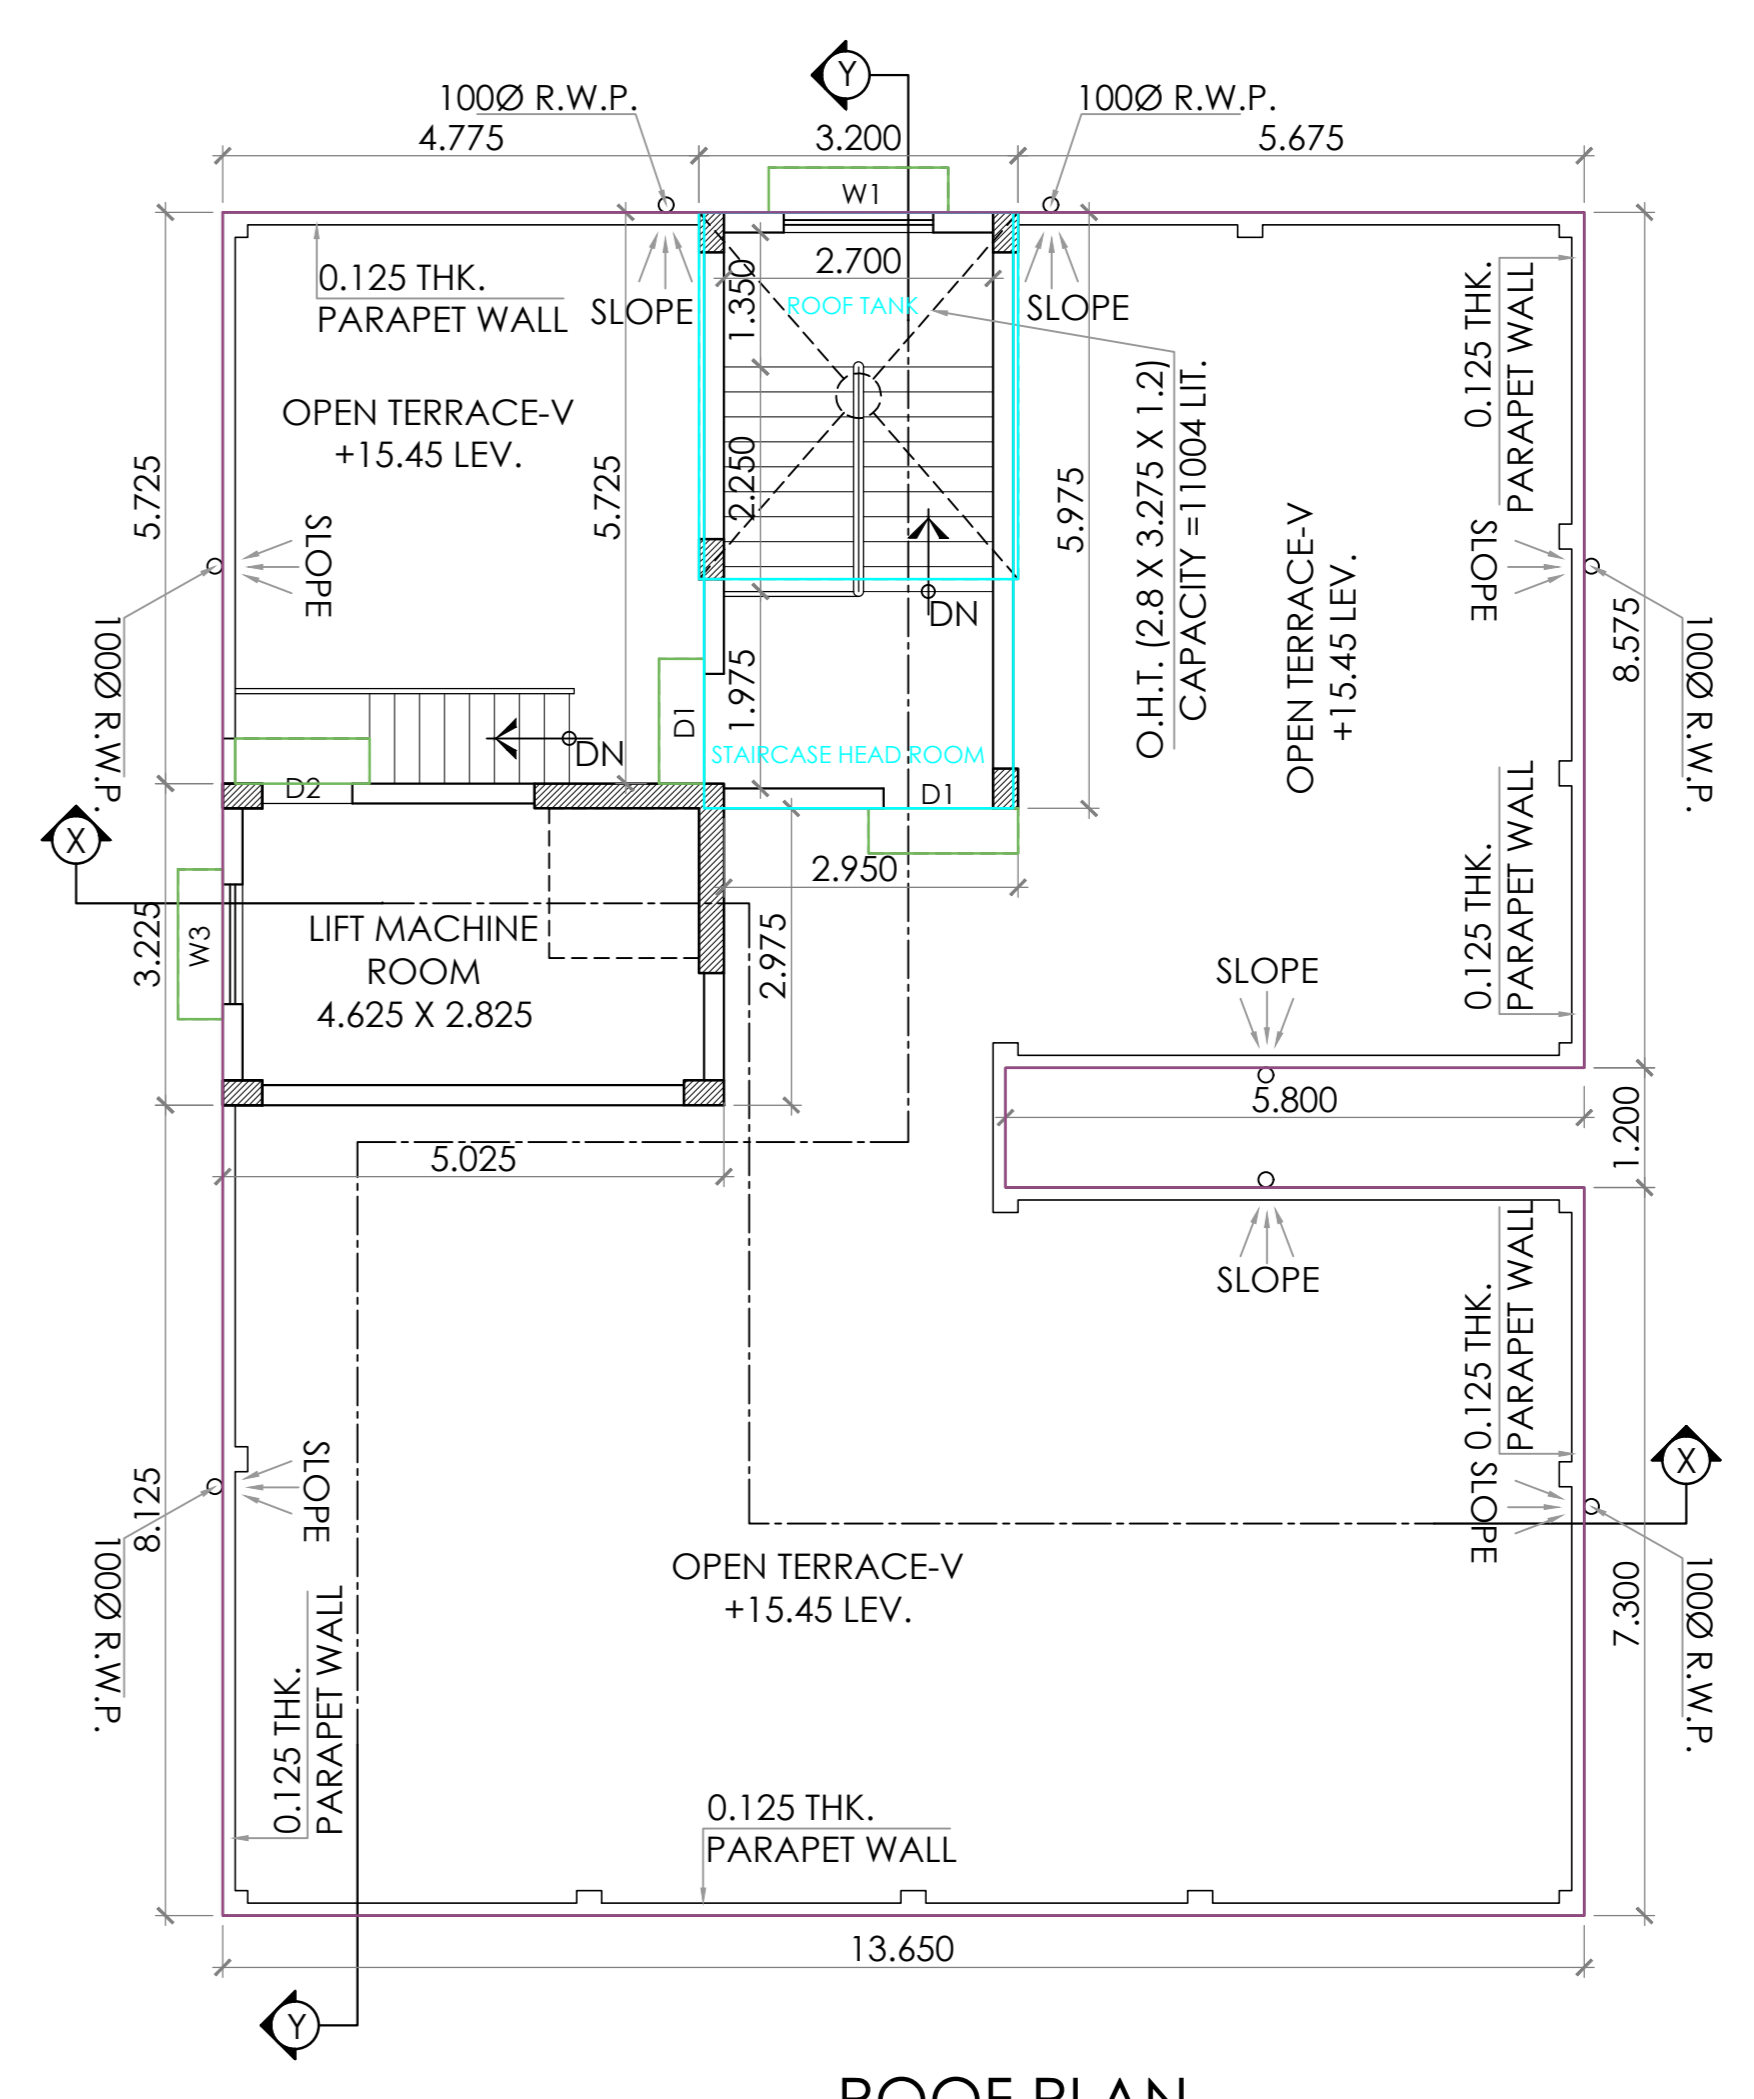 Y
100Ø R.W.P.
100Ø R.W.P.
4.775
3.200
5.675
W1
0.125 THK.
PARAPET WALL
SLOPE
2.700
1.350
ROOF TANK
SLOPE
0.125 THK.
PARAPET WALL
OPEN TERRACE-V
+15.45 LEV.
5.725
5.725
2.250
5.975
O.H.T. (2.8 X 3.275 X 1.2)
CAPACITY =11004 LIT.
OPEN TERRACE-V
+15.45 LEV.
SLOPE
SLOPE
DN
8.575
100Ø R.W.P.
100Ø R.W.P.
D1
1.975
STAIRCASE HEAD ROOM
DN
D2
D1
0.125 THK.
PARAPET WALL
X
2.950
3.225
W3
LIFT MACHINE
ROOM
4.625 X 2.825
2.975
SLOPE
5.800
1.200
5.025
SLOPE
0.125 THK.
PARAPET WALL
X
SLOPE
SLOPE
8.125
100Ø R.W.P.
OPEN TERRACE-V
+15.45 LEV.
7.300
100Ø R.W.P.
0.125 THK.
PARAPET WALL
0.125 THK.
PARAPET WALL
13.650
Y
ROOF PLAN